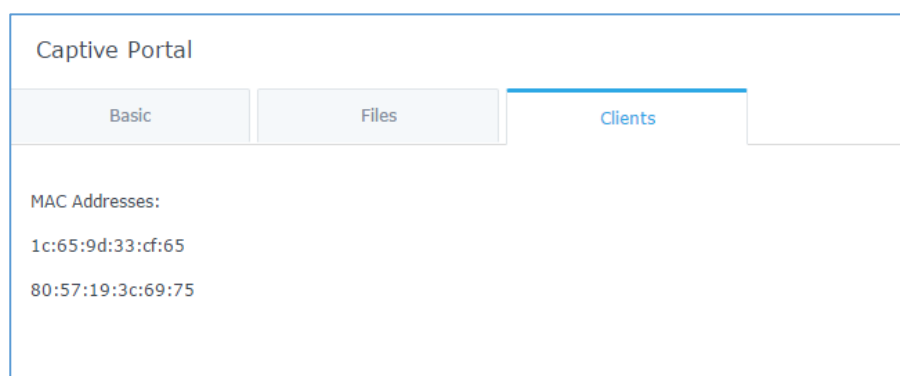 Captive Portal
Basic Files Clients
MAC Addresses:
1c:65:9d:33:cf:65
80:57:19:3c:69:75